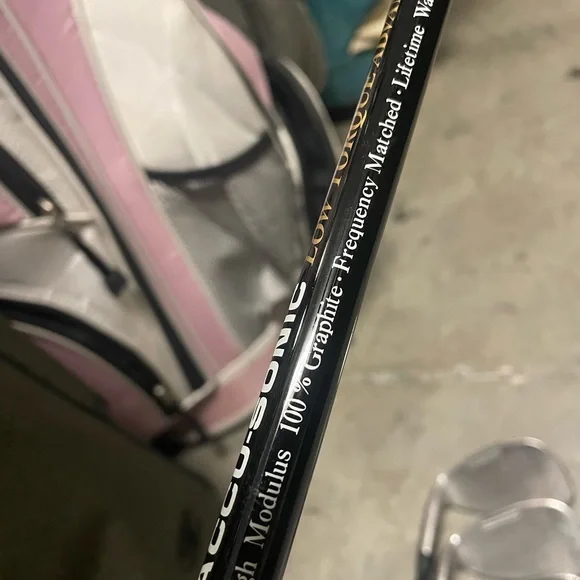 ACCU-SONIC LOW TORQUE
Modulus 100% Graphite · Frequency Matched · Lifetime